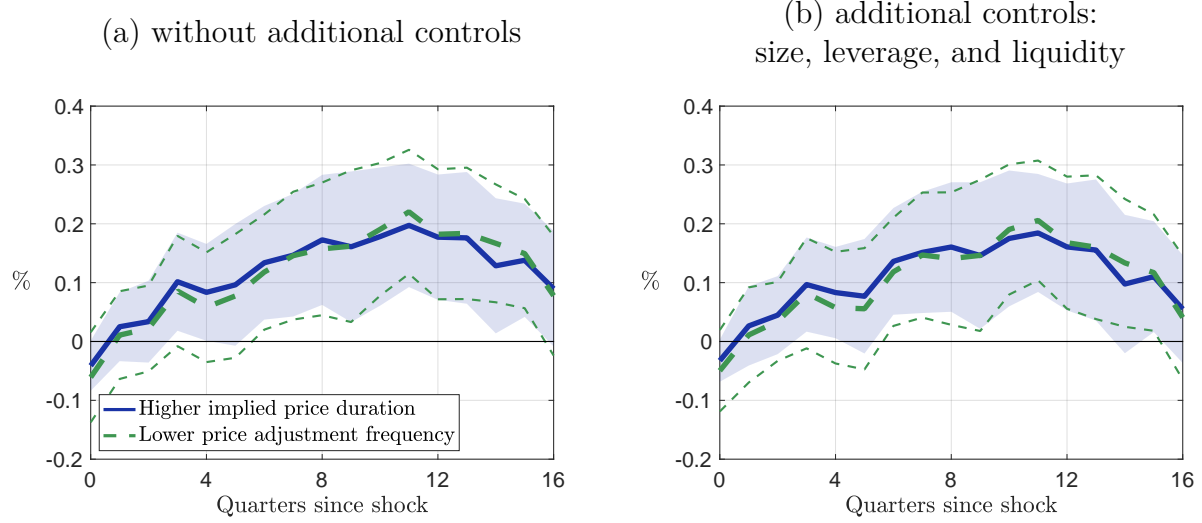 (a) without additional controls
0.4
0.3
0.2
0.1
0
-0.1
-0.2
%
Higher implied price duration
Lower price adjustment frequency
0 4 8 12 16
Quarters since shock
(b) additional controls:
size, leverage, and liquidity
0.4
0.3
0.2
0.1
0
-0.1
-0.2
%
0 4 8 12 16
Quarters since shock